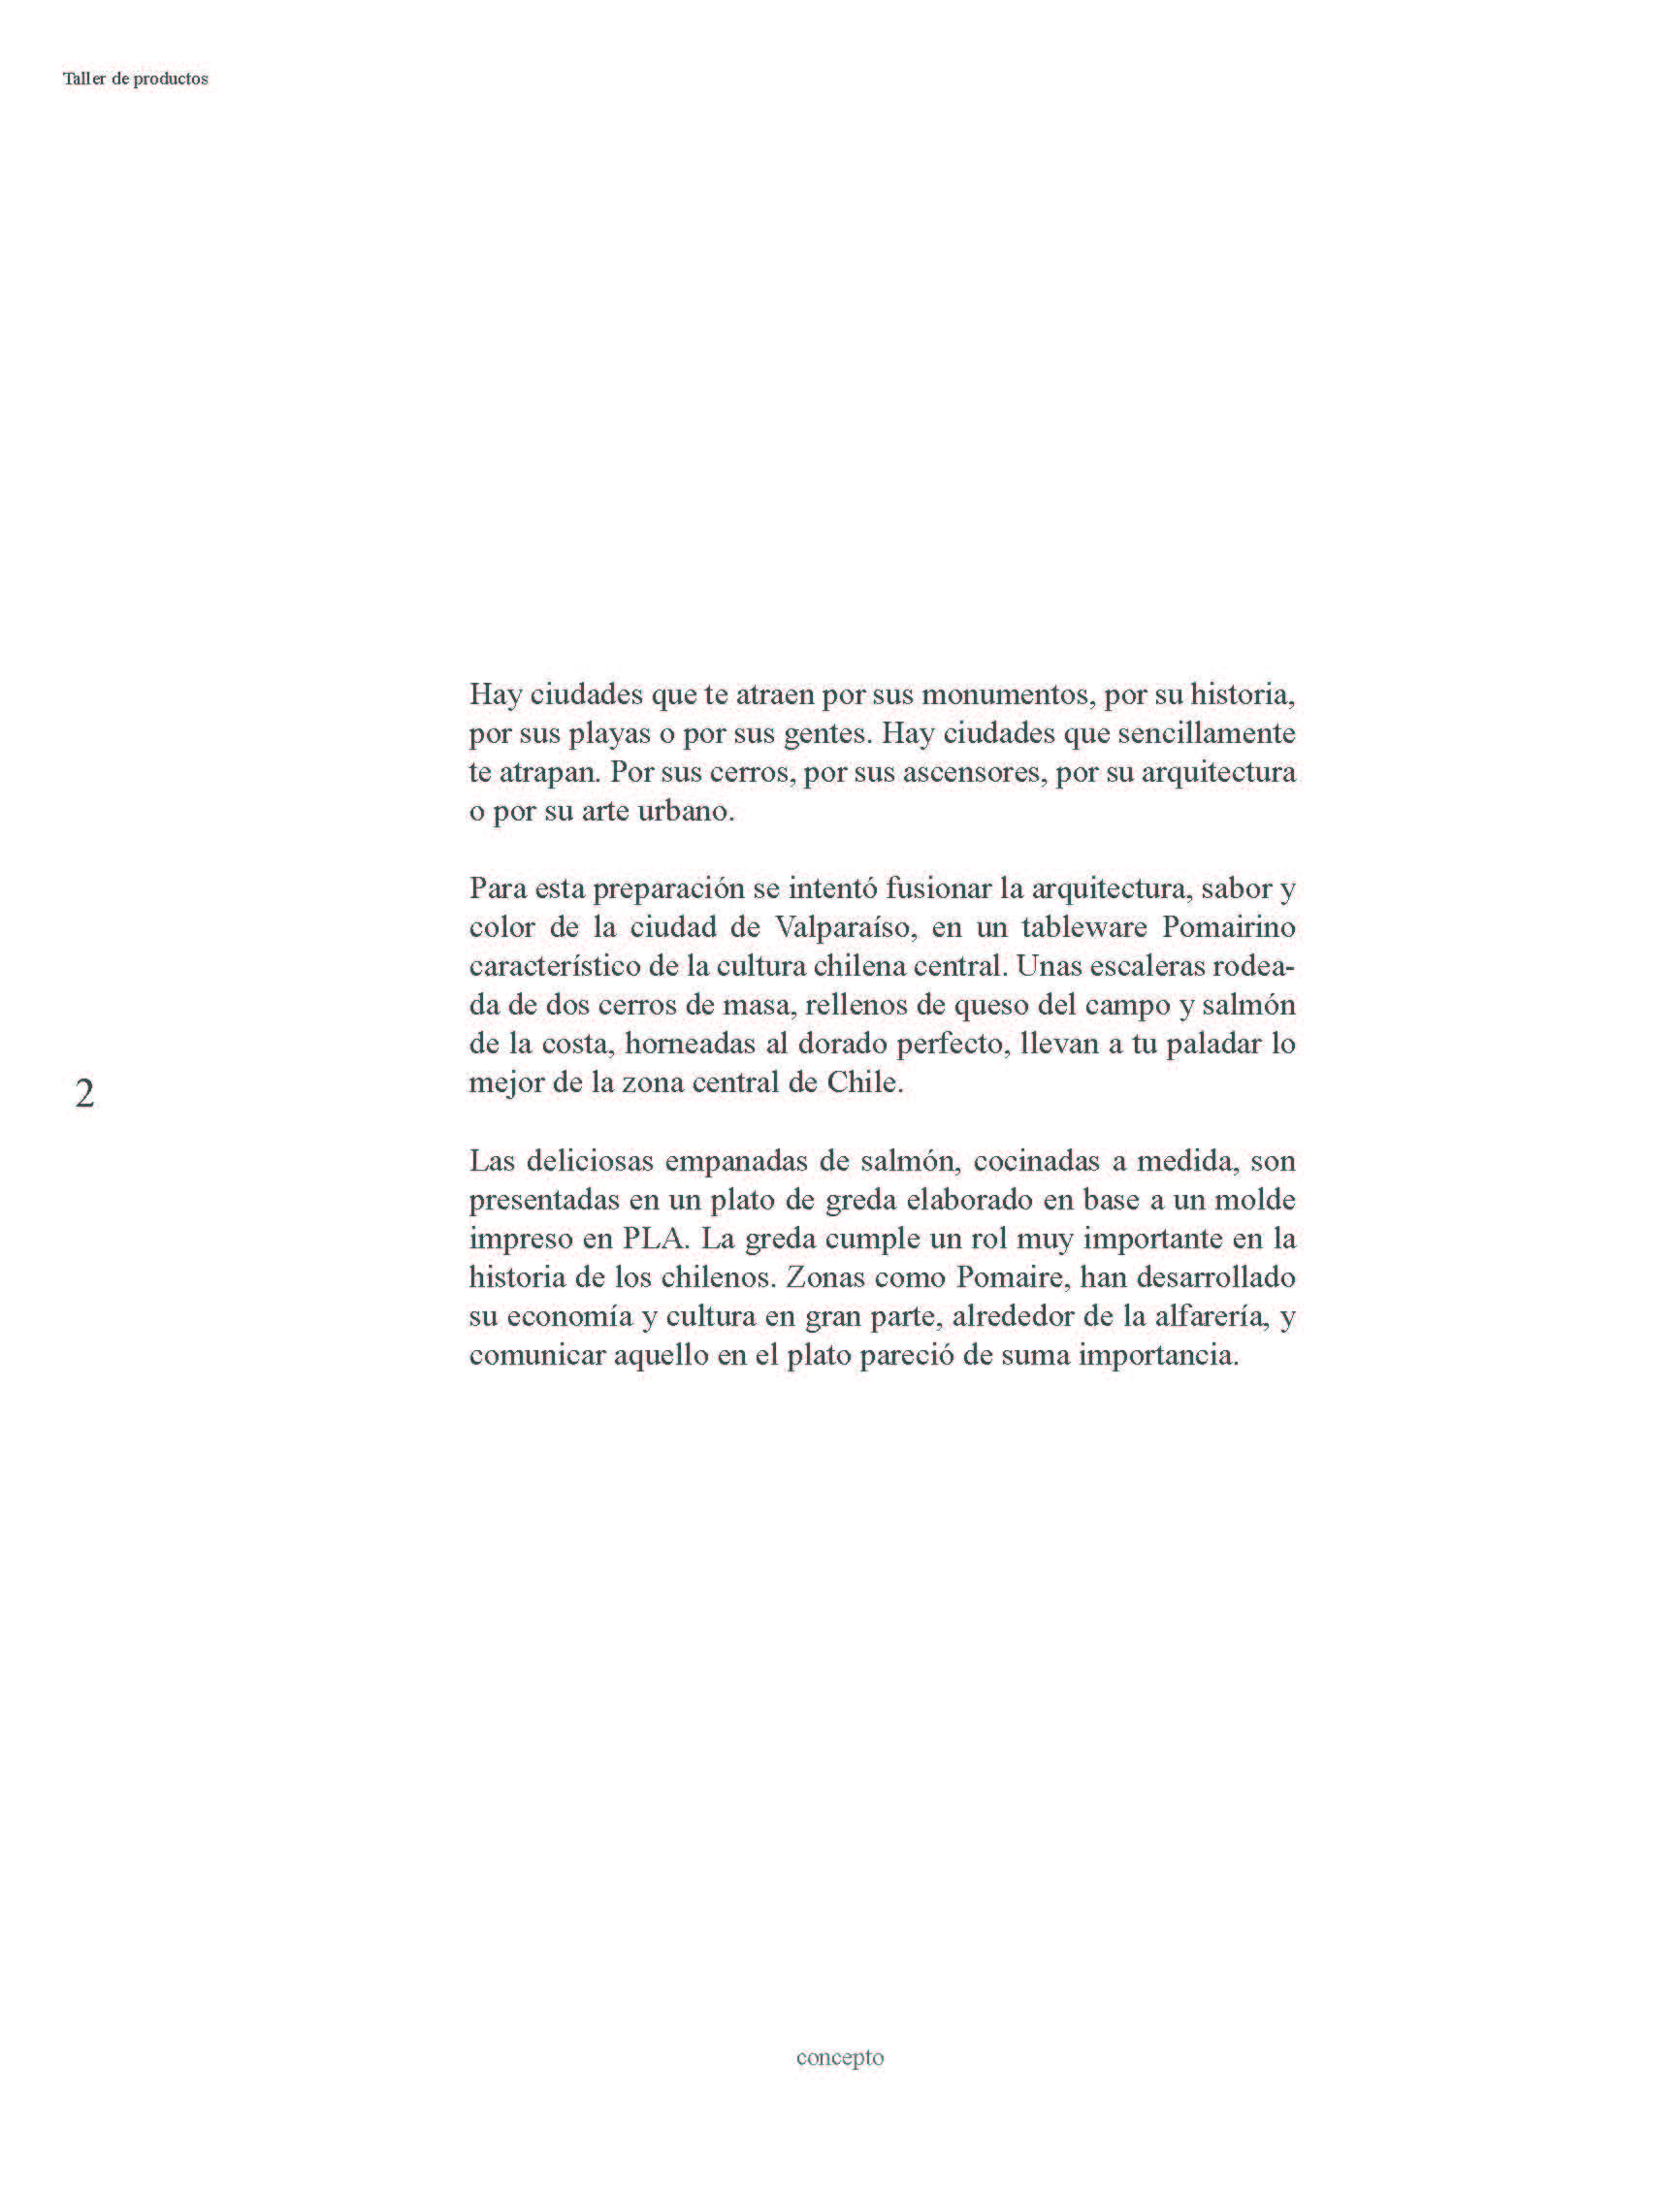 Taller de productos
Hay ciudades que te atraen por sus monumentos, por su historia,
por sus playas o por sus gentes. Hay ciudades que sencillamente
te atrapan. Por sus cerros, por sus ascensores, por su arquitectura
o por su arte urbano.
Para esta preparación se intentó fusionar la arquitectura, sabor y
color de la ciudad de Valparaíso, en un tableware Pomairino
característico de la cultura chilena central. Unas escaleras rodea-
da de dos cerros de masa, rellenos de queso del campo y salmón
de la costa, horneadas al dorado perfecto, llevan a tu paladar lo
mejor de la zona central de Chile.
2
Las deliciosas empanadas de salmón, cocinadas a medida, son
presentadas en un plato de greda elaborado en base a un molde
impreso en PLA. La greda cumple un rol muy importante en la
historia de los chilenos. Zonas como Pomaire, han desarrollado
su economía y cultura en gran parte, alrededor de la alfarería, y
comunicar aquello en el plato pareció de suma importancia.
concepto